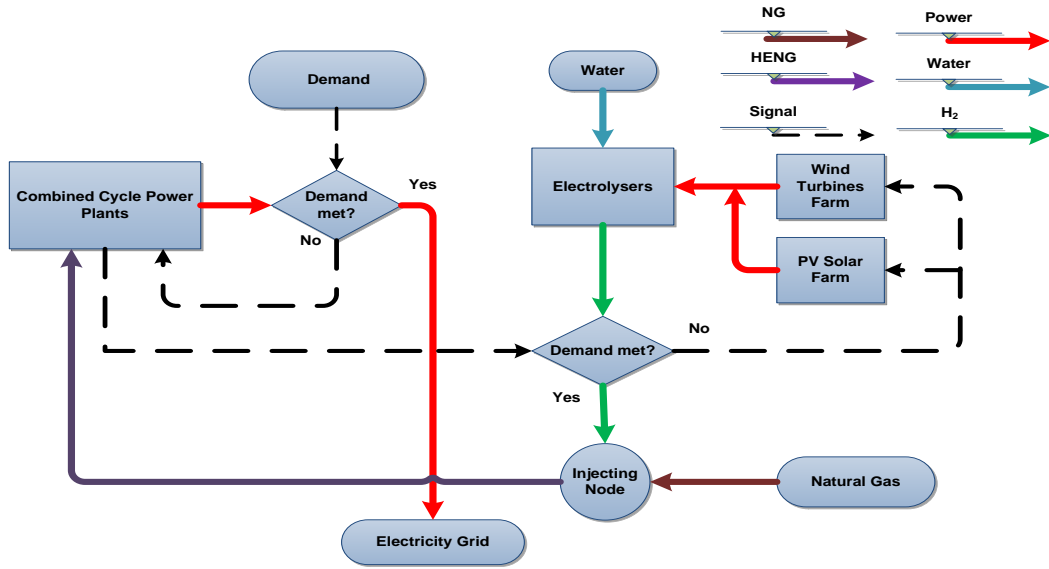 NG
Power
HENG
Water
Signal
H₂
Demand
Water
Combined Cycle Power
Plants
Demand
met?
Yes
No
Electrolysers
Wind
Turbines
Farm
PV Solar
Farm
Demand met?
No
Yes
Injecting
Node
Natural Gas
Electricity Grid